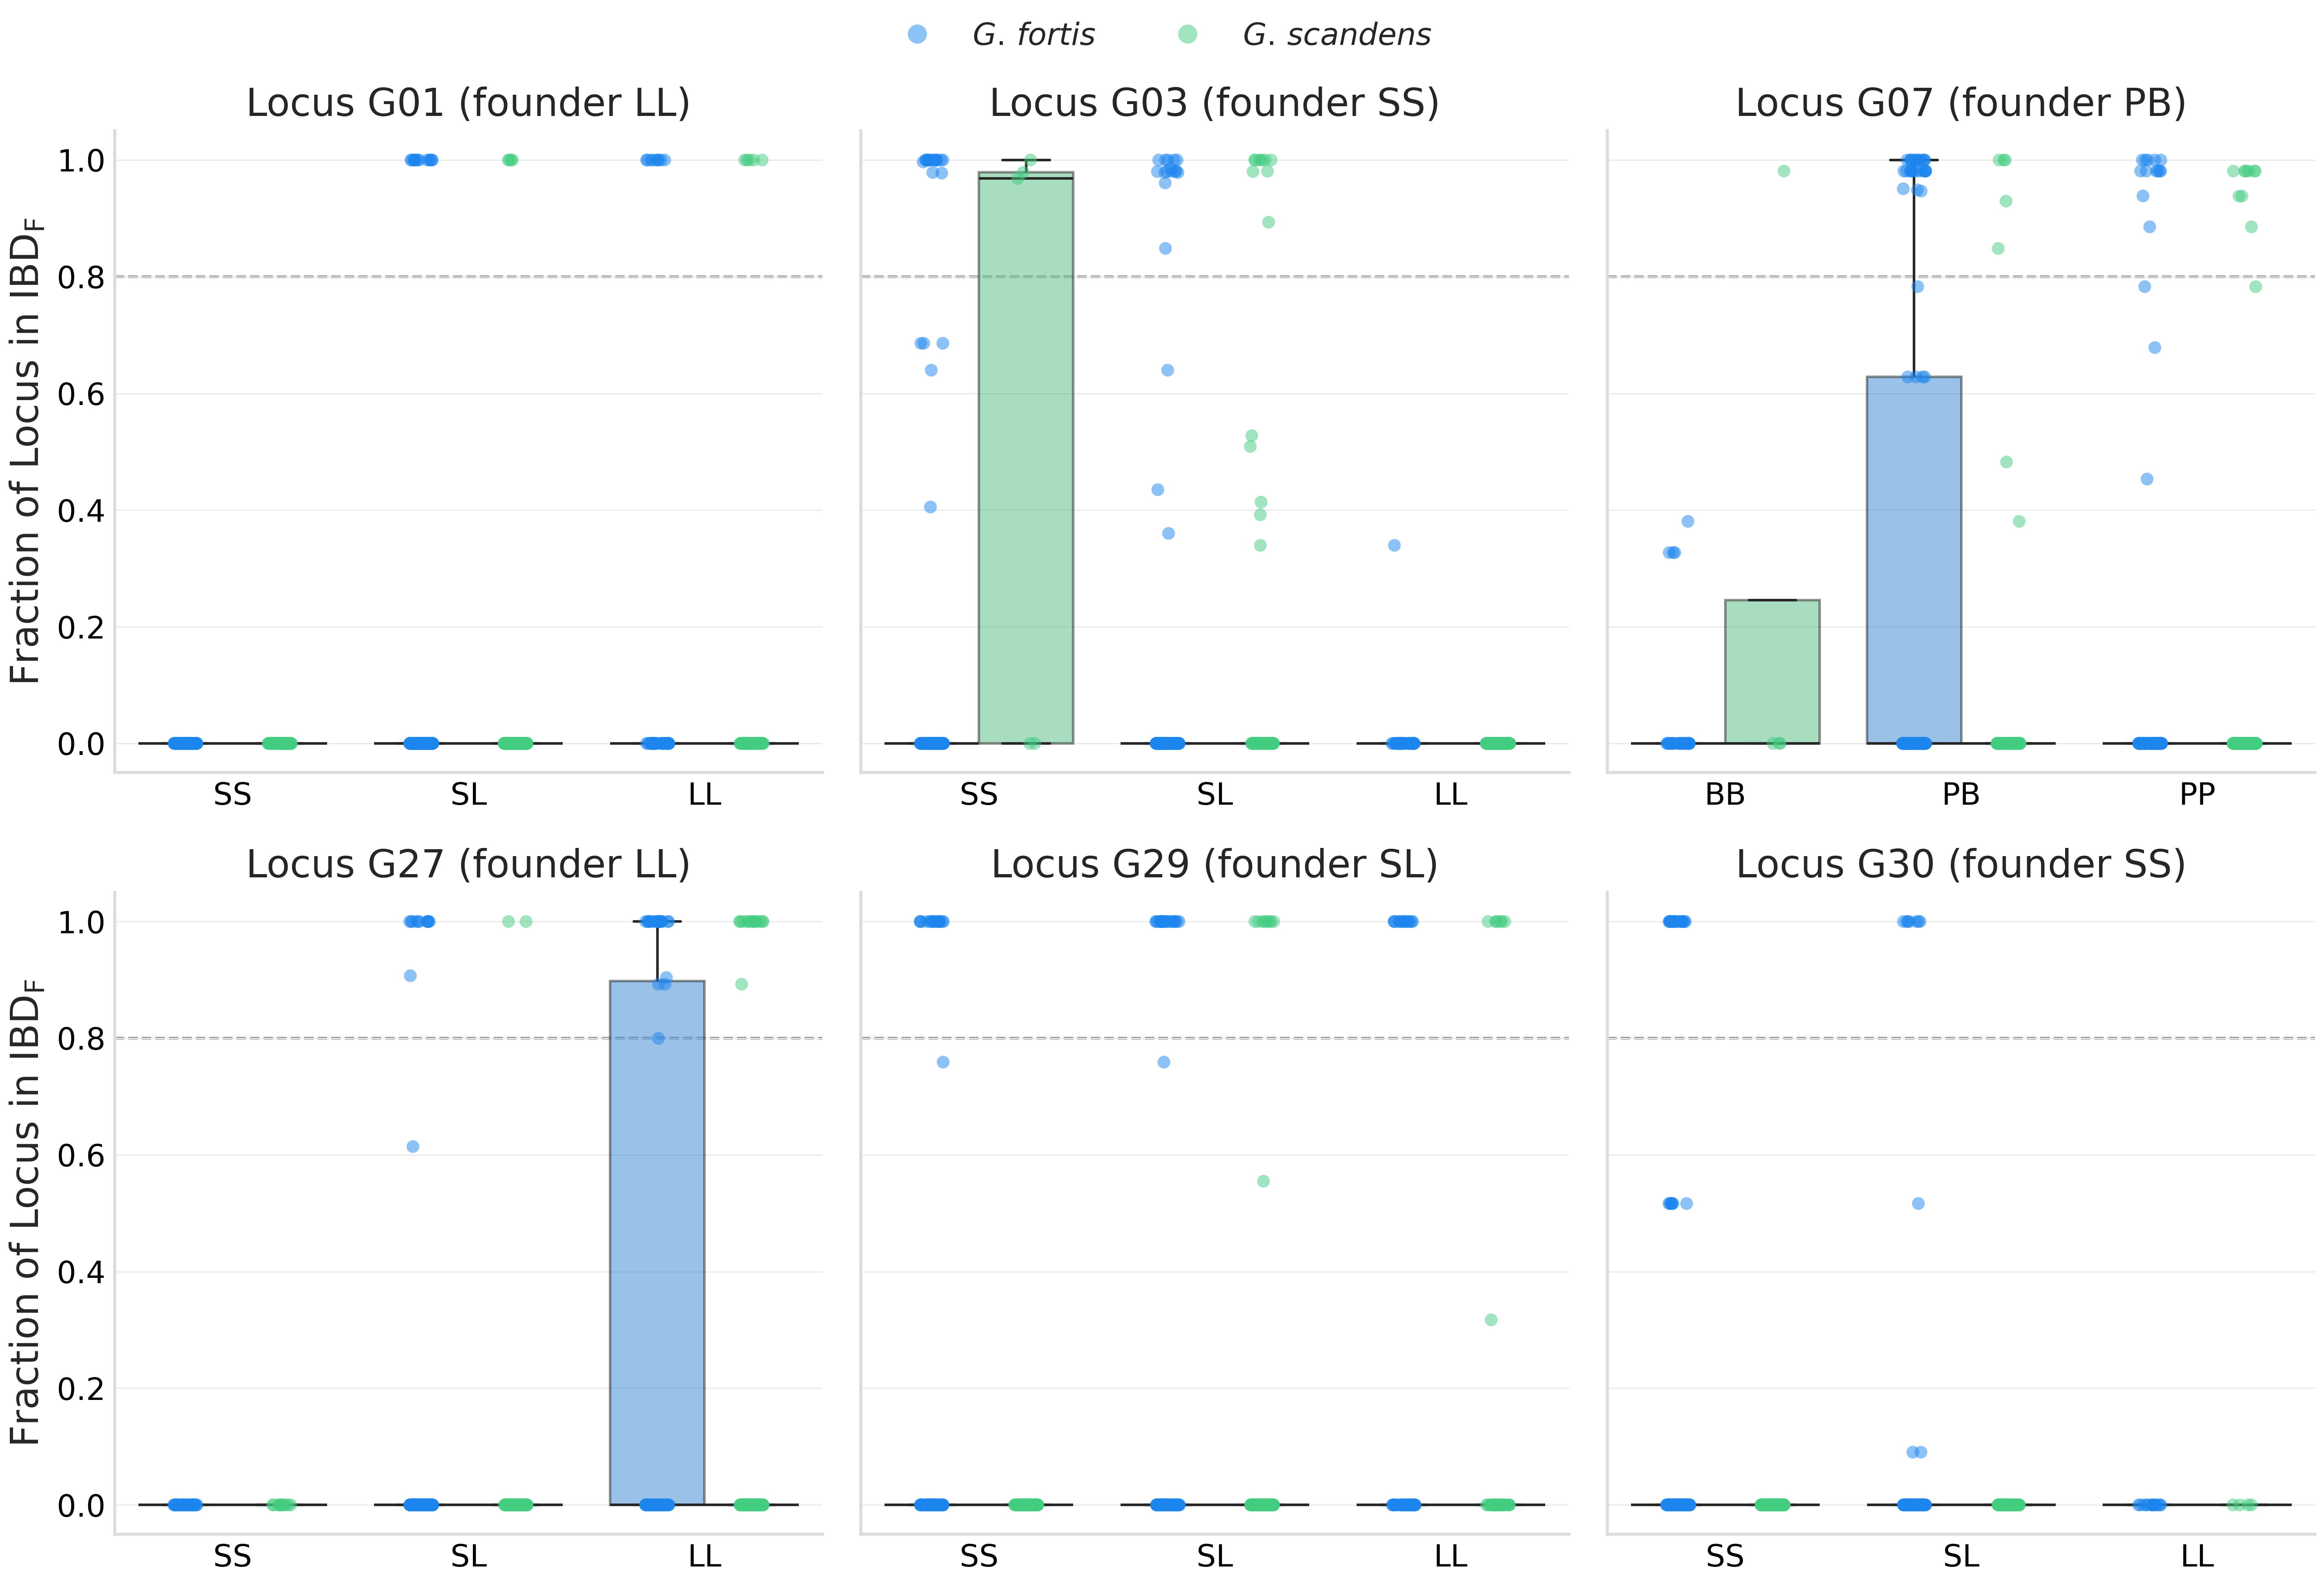 G. fortis G. scandens
Locus G01 (founder LL) Locus G03 (founder SS) Locus G07 (founder PB)
Fraction of Locus in IBD_F
1.0
0.8
0.6
0.4
0.2
0.0
SS SL LL SS SL LL BB PB PP
Locus G27 (founder LL) Locus G29 (founder SL) Locus G30 (founder SS)
Fraction of Locus in IBD_F
1.0
0.8
0.6
0.4
0.2
0.0
SS SL LL SS SL LL SS SL LL